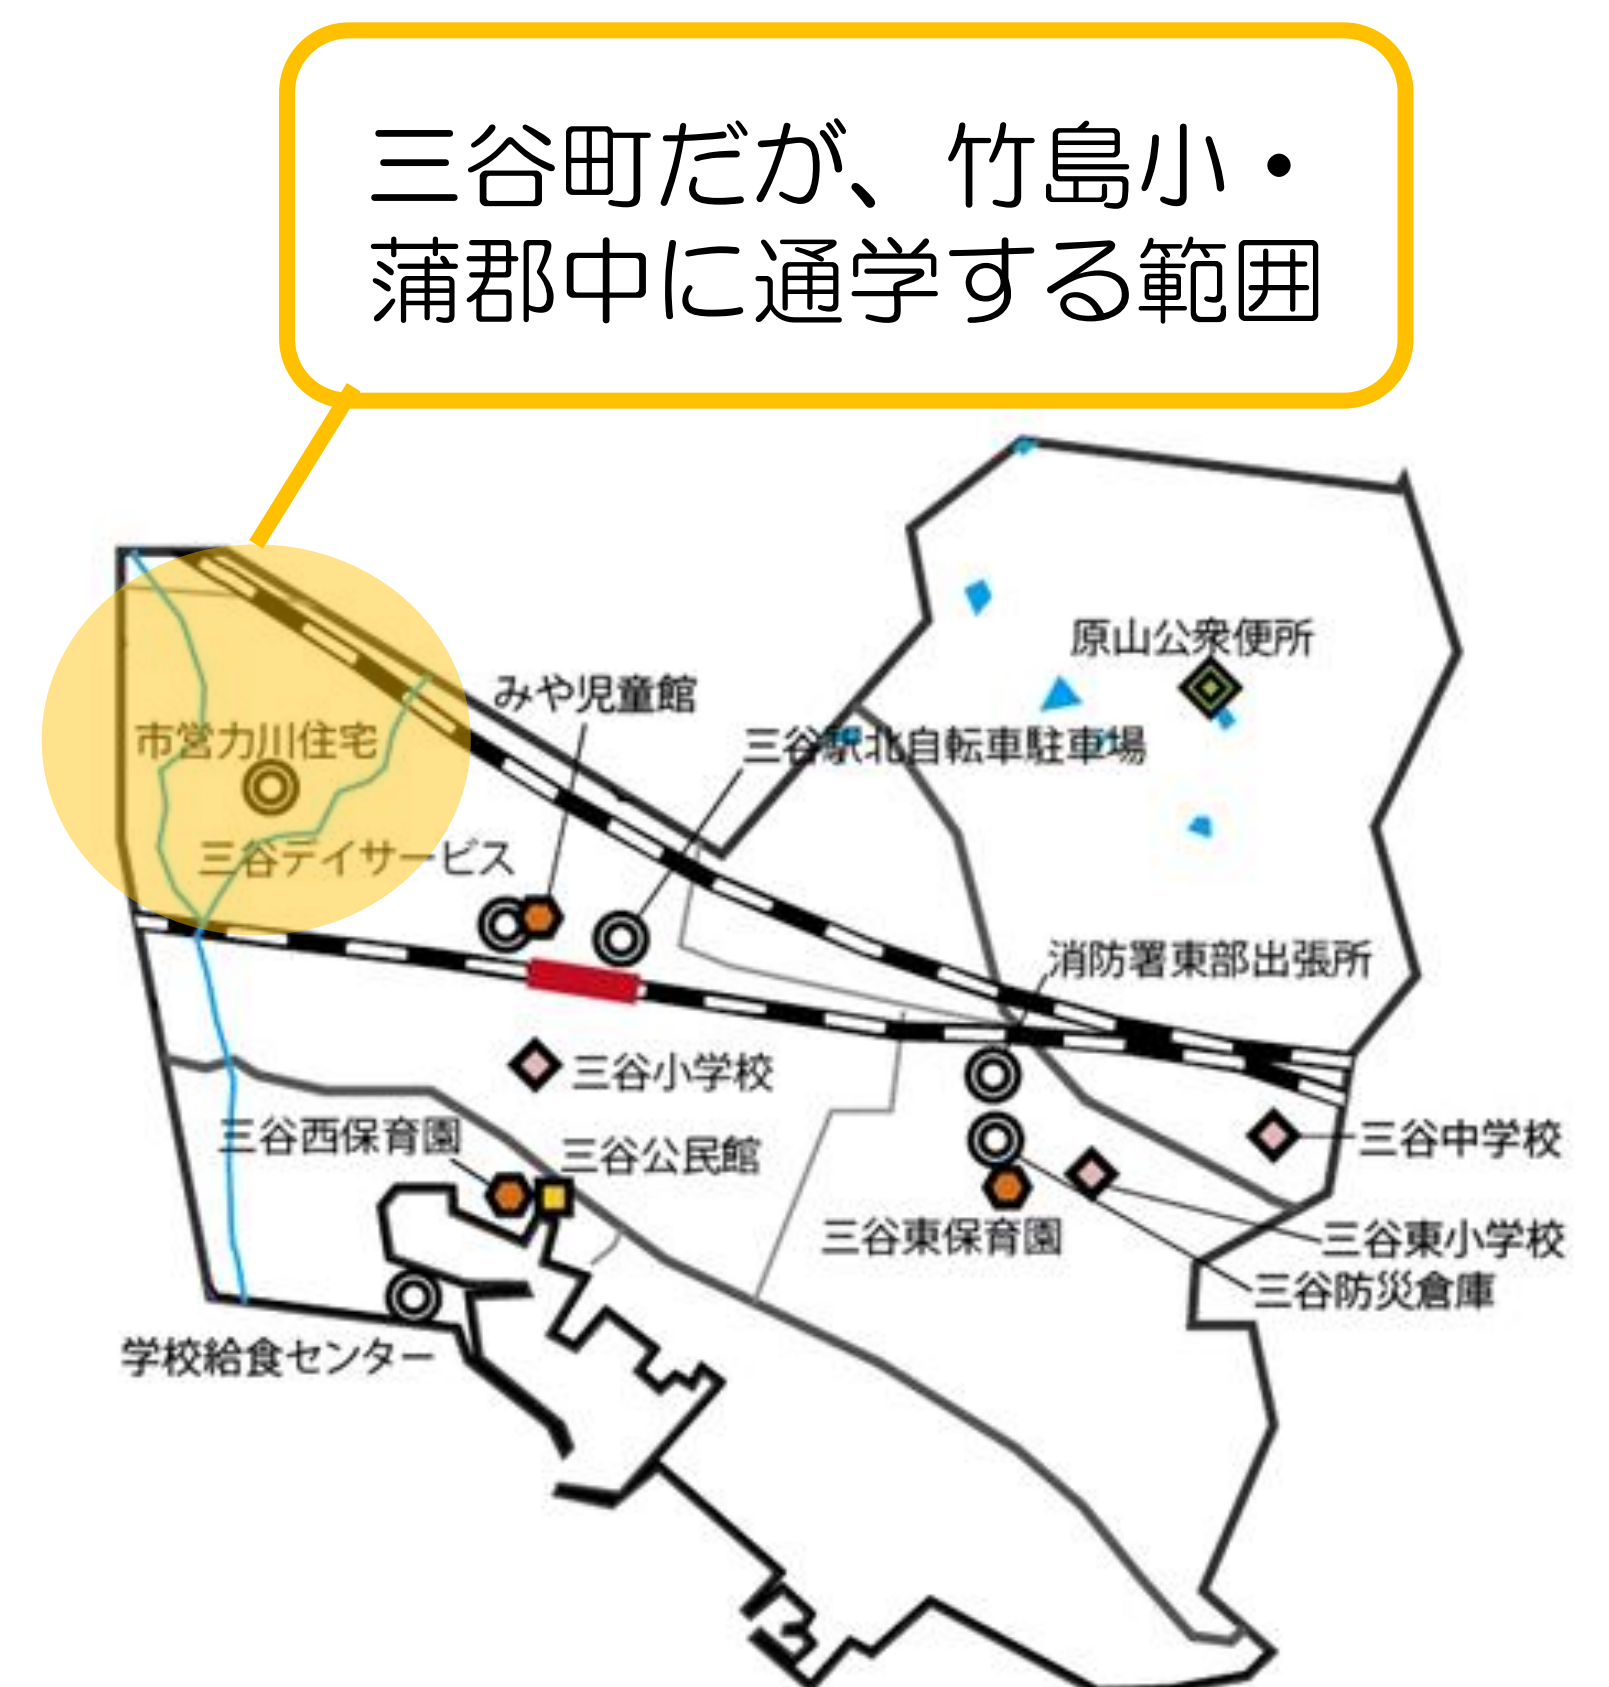 三谷町だが、竹島小・
蒲郡中に通学する範囲
原山公衆便所
みや児童館
三谷駅北自転車駐車場
市営力川住宅
三谷デイサービス
消防署東部出張所
三谷小学校
三谷西保育園
三谷公民館
三谷中学校
三谷東保育園
三谷東小学校
三谷防災倉庫
学校給食センター